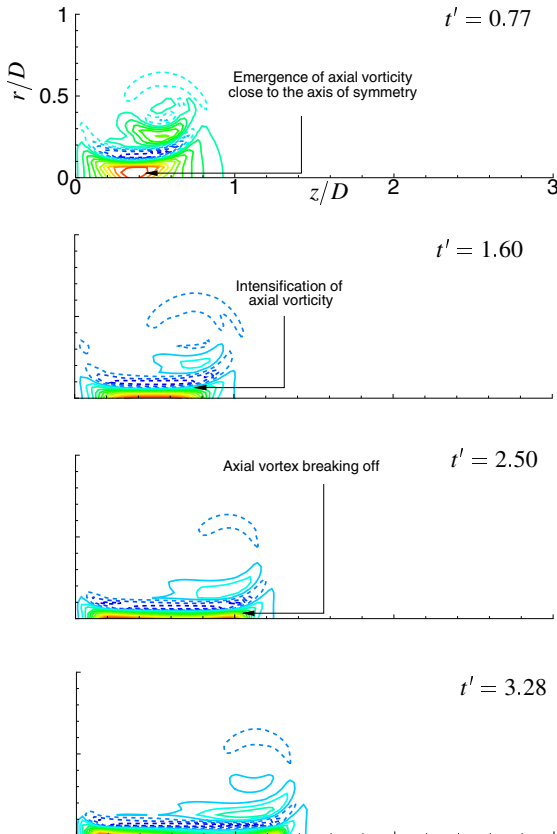 t′ = 0.77
1
r/D
Emergence of axial vorticity
close to the axis of symmetry
0.5
0
0 1 2 3
z/D
t′ = 1.60
Intensification of
axial vorticity
t′ = 2.50
Axial vortex breaking off
t′ = 3.28